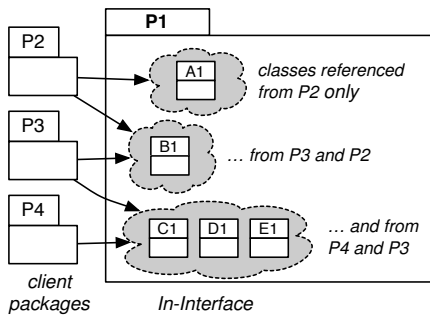 P1
P2
A1
classes referenced
from P2 only
P3
B1
... from P3 and P2
P4
C1 D1 E1
... and from
P4 and P3
client
packages
In-Interface